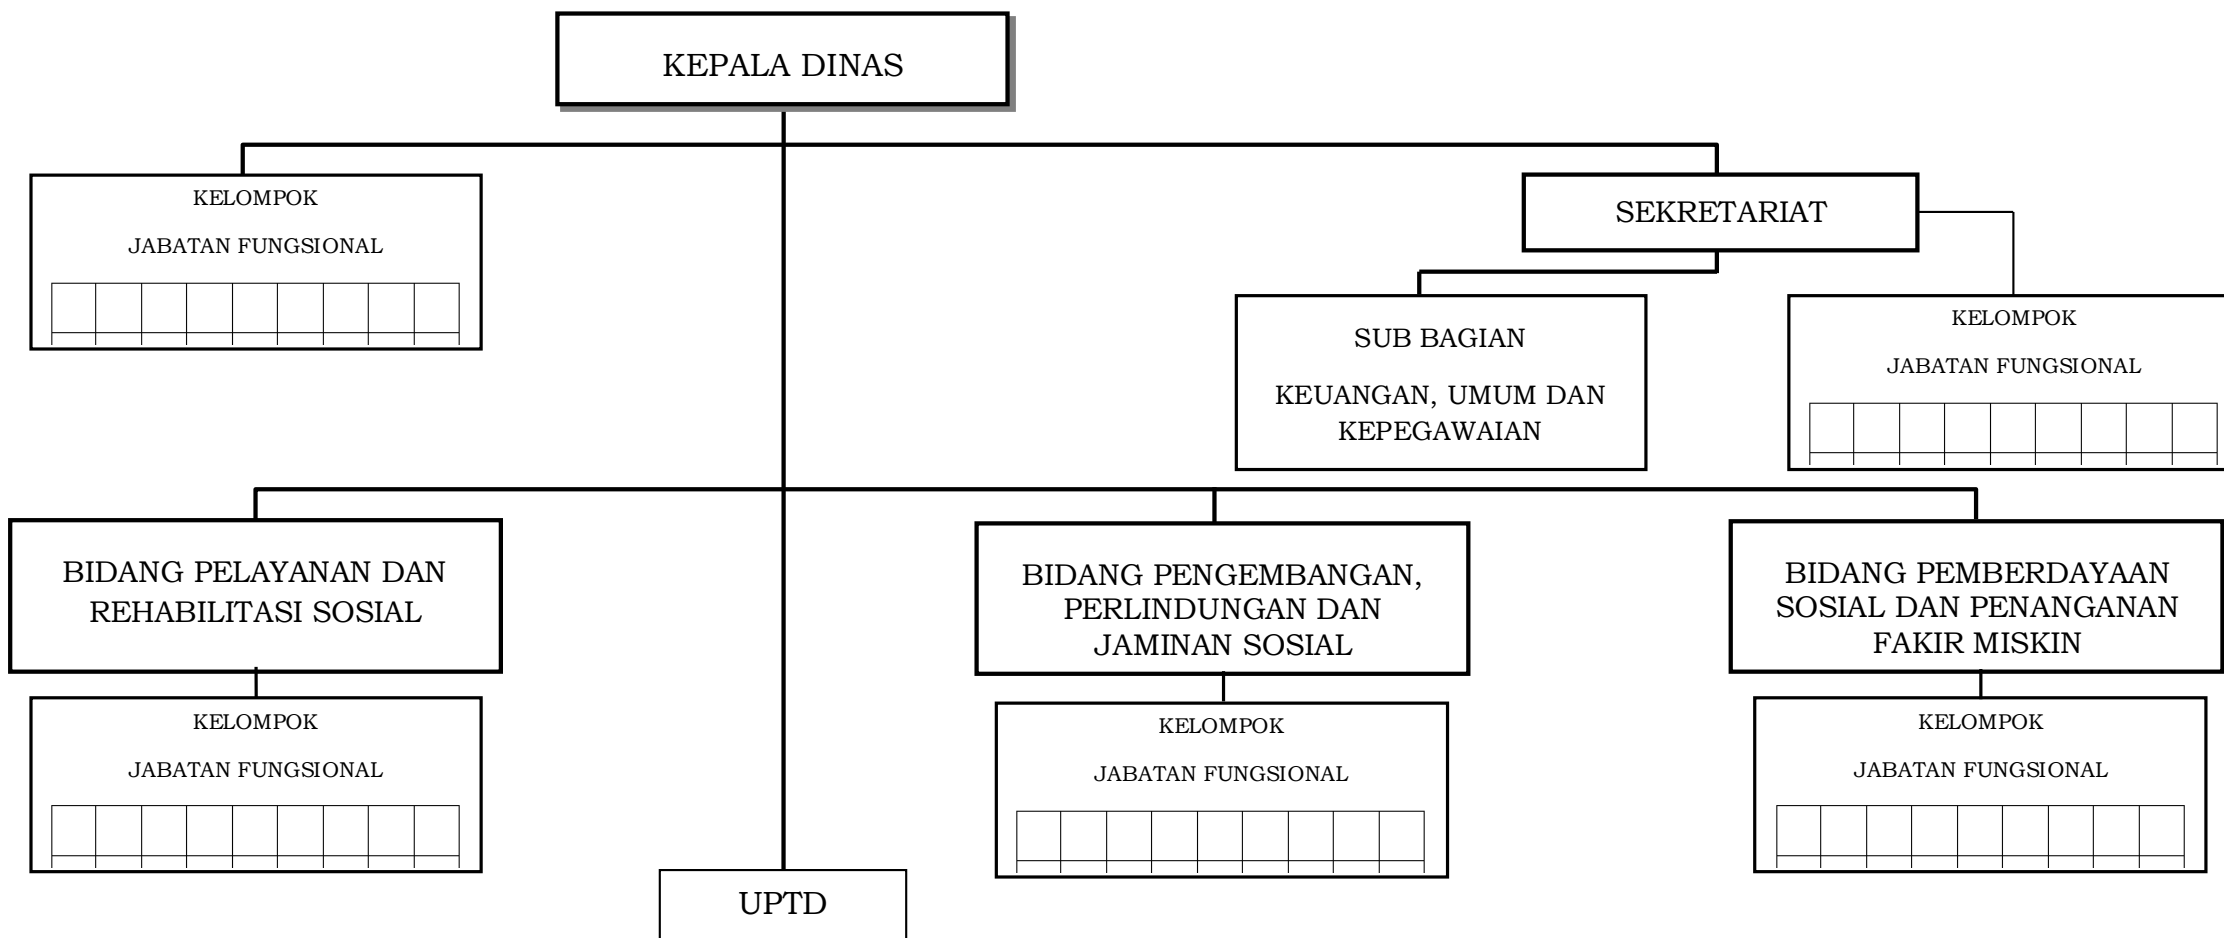 KEPALA DINAS
KELOMPOK
JABATAN FUNGSIONAL
SEKRETARIAT
SUB BAGIAN
KEUANGAN, UMUM DAN
KEPEGAWAIAN
KELOMPOK
JABATAN FUNGSIONAL
BIDANG PELAYANAN DAN
REHABILITASI SOSIAL
BIDANG PENGEMBANGAN,
PERLINDUNGAN DAN
JAMINAN SOSIAL
BIDANG PEMBERDAYAAN
SOSIAL DAN PENANGANAN
FAKIR MISKIN
KELOMPOK
JABATAN FUNGSIONAL
KELOMPOK
JABATAN FUNGSIONAL
KELOMPOK
JABATAN FUNGSIONAL
UPTD